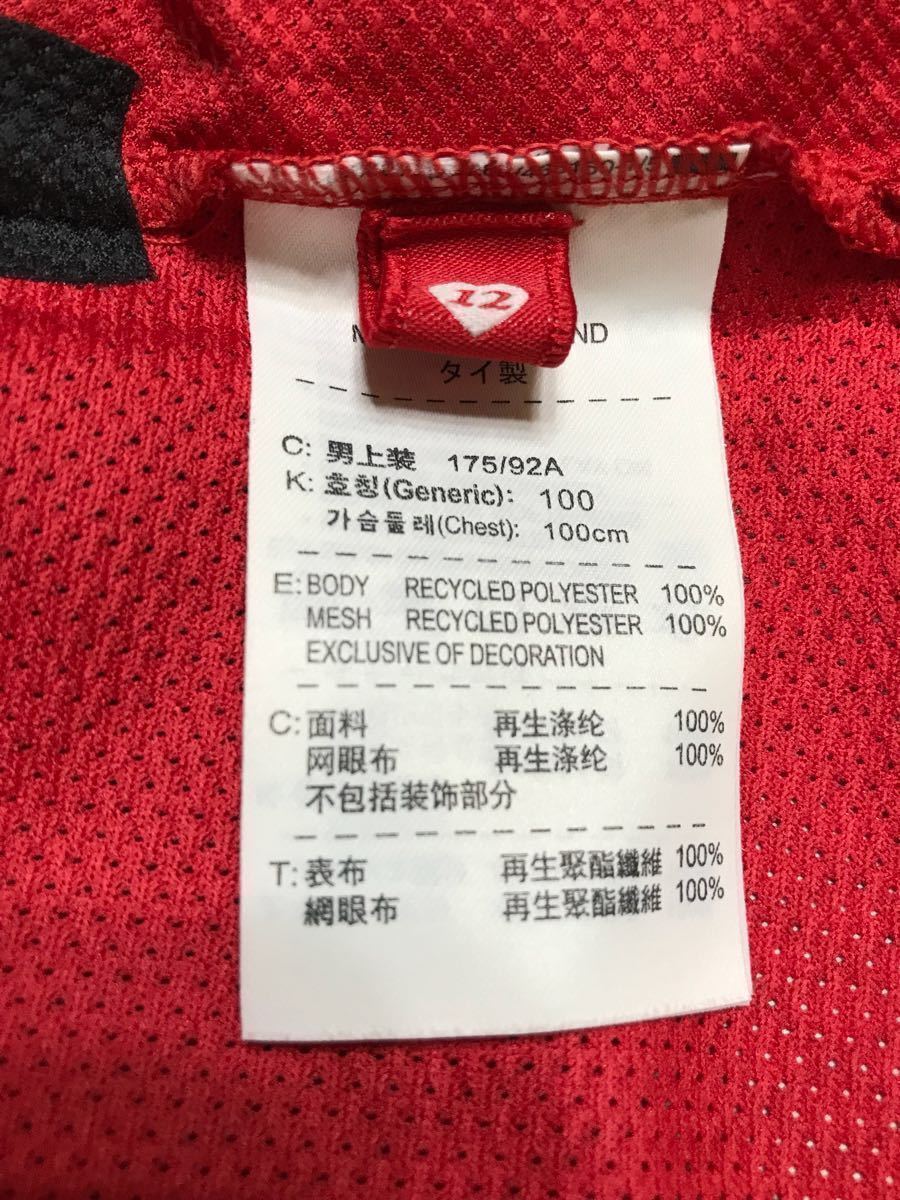 12
ND
タイ製
C: 男上装 175/92A
K: 호칭(Generic): 100
가슴둘레(Chest): 100cm
E: BODY RECYCLED POLYESTER 100%
MESH RECYCLED POLYESTER 100%
EXCLUSIVE OF DECORATION
C: 面料 再生涤纶 100%
网眼布 再生涤纶 100%
不包括装饰部分
T: 表布 再生聚酯纖維 100%
網眼布 再生聚酯纖維 100%